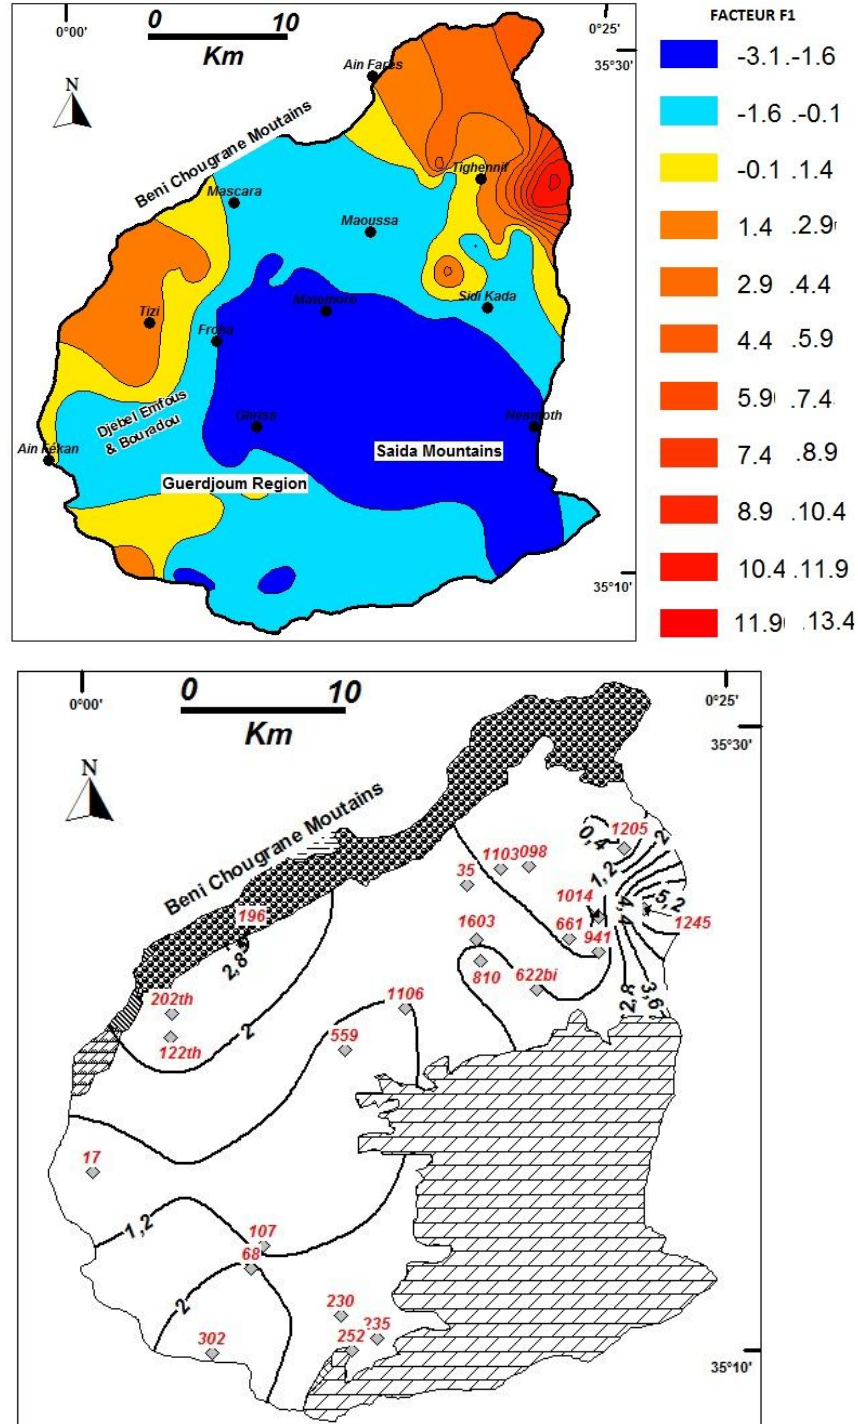 0°00'
0
10
Km
0°25'
35°30'
N
Ain Fares
Beni Chougrane Moutains
Mascara
Tighennif
Maoussa
Matemore
Sidi Kada
Tizi
Froha
Djebel Emfous
& Bouradou
Ghriss
Nesmoth
Ain Fékan
Saida Mountains
Guerdjoum Region
35°10'
FACTEUR F1
-3.1.-1.6
-1.6 .-0.1
-0.1 .1.4
1.4 .2.9
2.9 .4.4
4.4 .5.9
5.9 .7.4
7.4 .8.9
8.9 .10.4
10.4 .11.9
11.9 .13.4
0°00'
0
10
Km
0°25'
35°30'
N
Beni Chougrane Moutains
0,4
1205
2
1103
098
35
1,2
1014
4,4
5,2
1245
196
1603
661
941
2,8
810
622bi
2,8
3,6
202th
1106
122th
2
559
17
1,2
107
68
2
230
235
252
302
35°10'